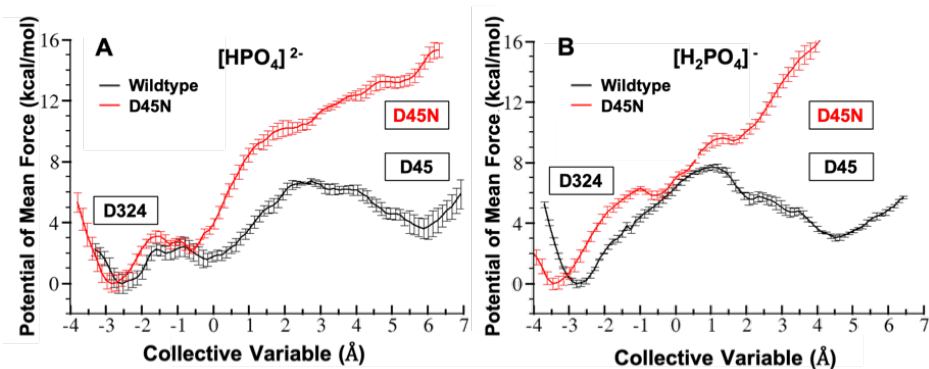 A
[HPO₄]²⁻
Wildtype
D45N
D45N
D45
D324
Potential of Mean Force (kcal/mol)
16
12
8
4
0
-4 -3 -2 -1 0 1 2 3 4 5 6 7
Collective Variable (Å)
B
[H₂PO₄]⁻
Wildtype
D45N
D45N
D45
D324
Potential of Mean Force (kcal/mol)
16
12
8
4
0
-4 -3 -2 -1 0 1 2 3 4 5 6 7
Collective Variable (Å)